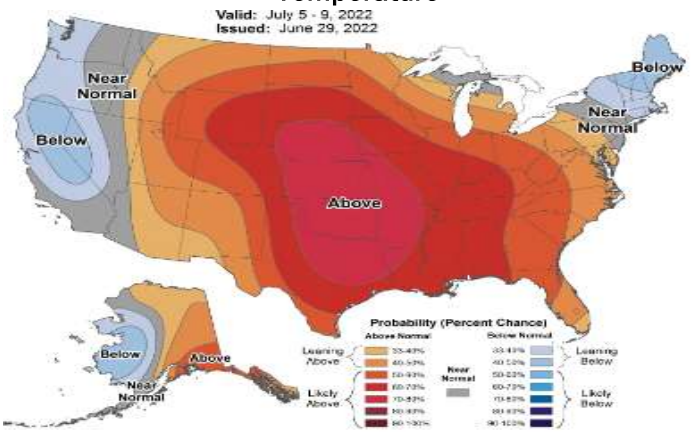 Temperature
Valid: July 5 - 9, 2022
Issued: June 29, 2022
Below
Near
Normal
Near
Normal
Below
Above
Below
Above
Near
Normal
Probability (Percent Chance)
Above Normal
Below Normal
Leaning
Above
33-40%
40-50%
50-60%
60-70%
70-80%
80-90%
90-100%
Likely
Above
Near
Normal
33-40%
40-50%
50-60%
60-70%
70-80%
80-90%
90-100%
Leaning
Below
Likely
Below